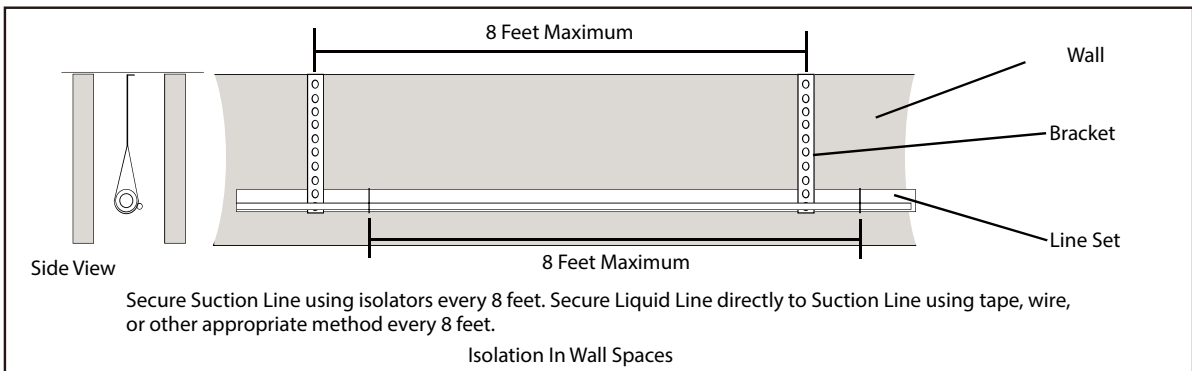 8 Feet Maximum
Wall
Bracket
Line Set
8 Feet Maximum
Side View
Secure Suction Line using isolators every 8 feet. Secure Liquid Line directly to Suction Line using tape, wire,
or other appropriate method every 8 feet.
Isolation In Wall Spaces